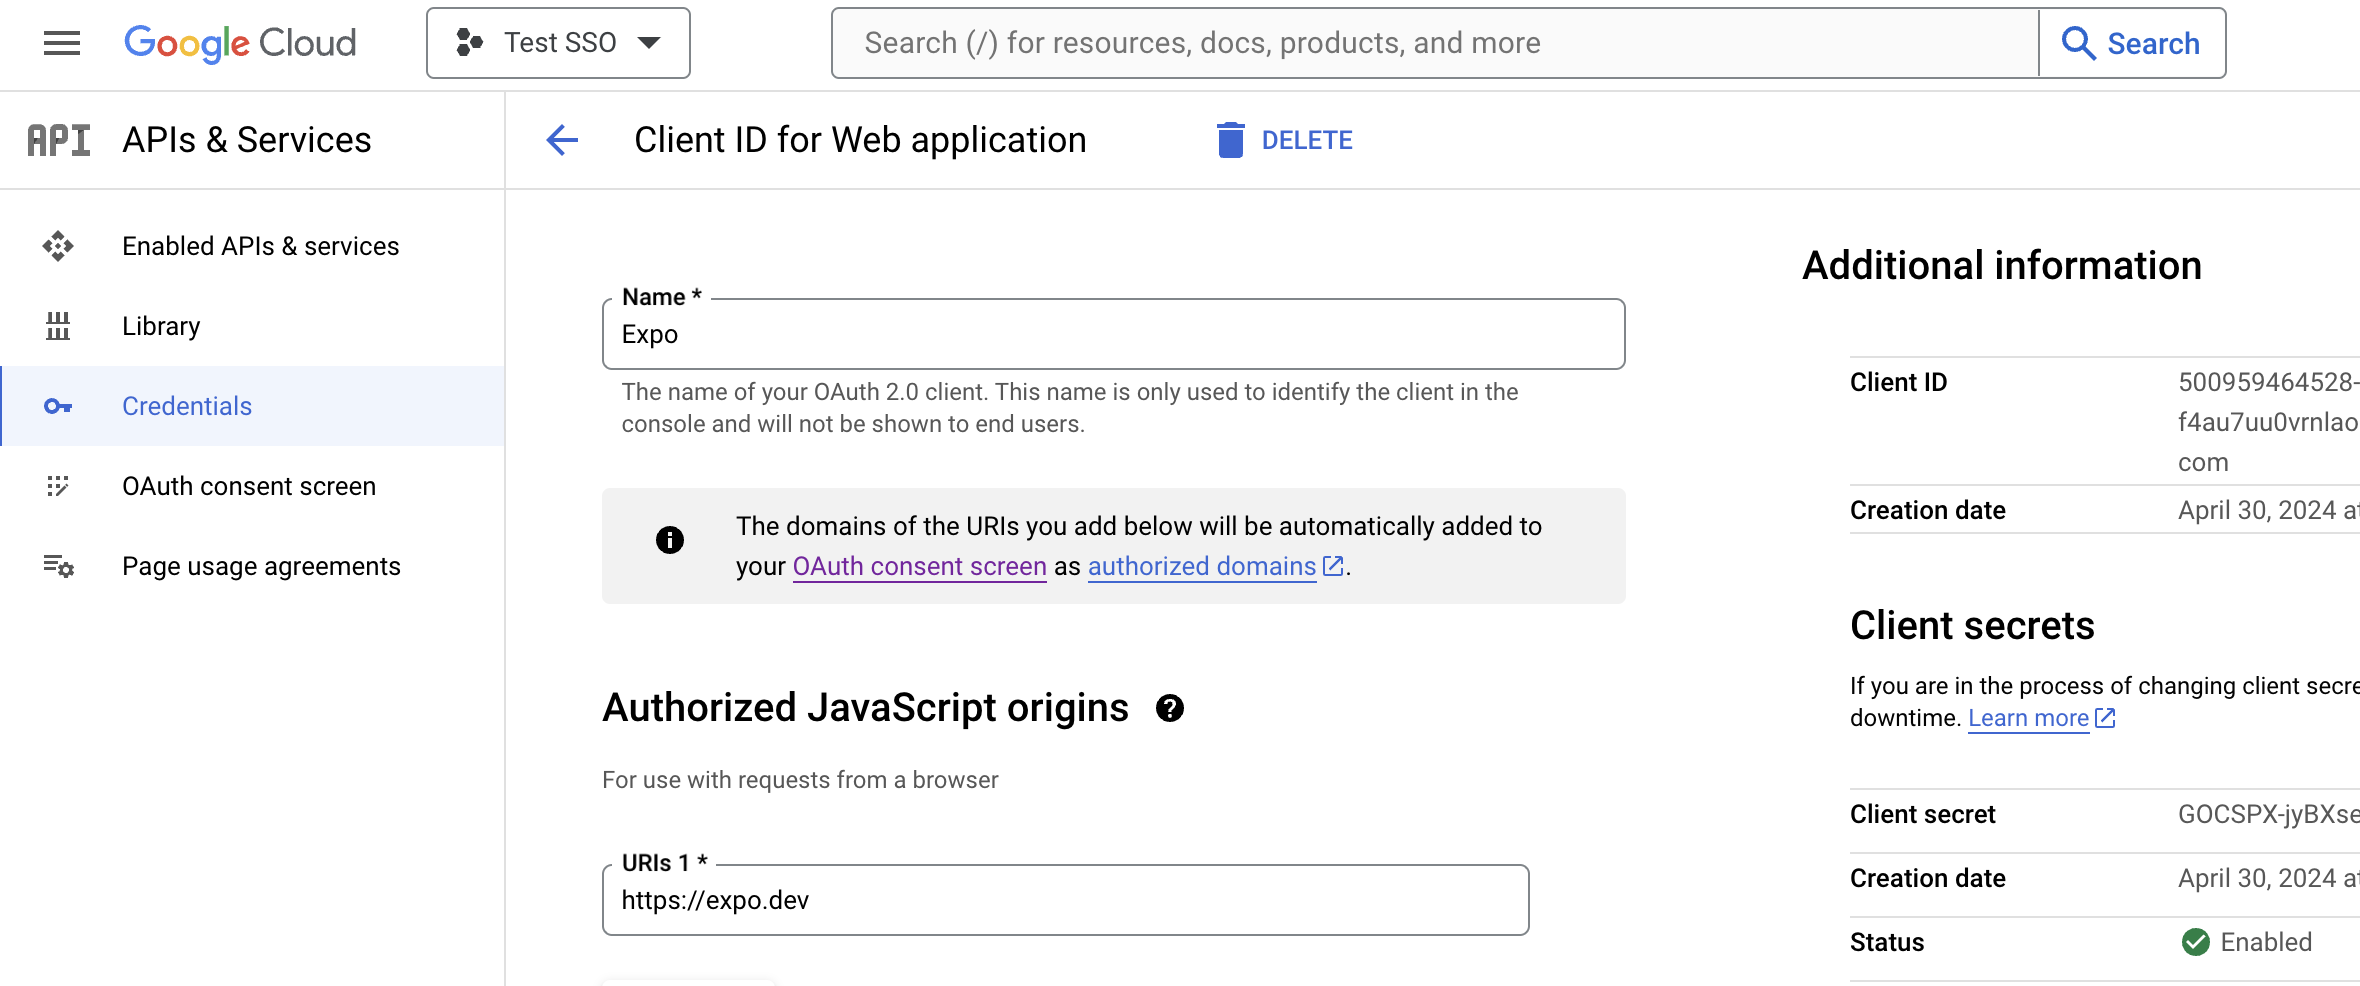 Google Cloud
Test SSO
Search (/) for resources, docs, products, and more
Search
API
APIs & Services
Client ID for Web application
DELETE
Enabled APIs & services
Library
Credentials
OAuth consent screen
Page usage agreements
Name *
Expo
The name of your OAuth 2.0 client. This name is only used to identify the client in the
console and will not be shown to end users.
The domains of the URIs you add below will be automatically added to
your OAuth consent screen as authorized domains.
Authorized JavaScript origins
For use with requests from a browser
URIs 1 *
https://expo.dev
Additional information
Client ID
500959464528-
f4au7uu0vrnlao
com
Creation date
April 30, 2024 at
Client secrets
If you are in the process of changing client secre
downtime. Learn more
Client secret
GOCSPX-jyBXse
Creation date
April 30, 2024 at
Status
Enabled